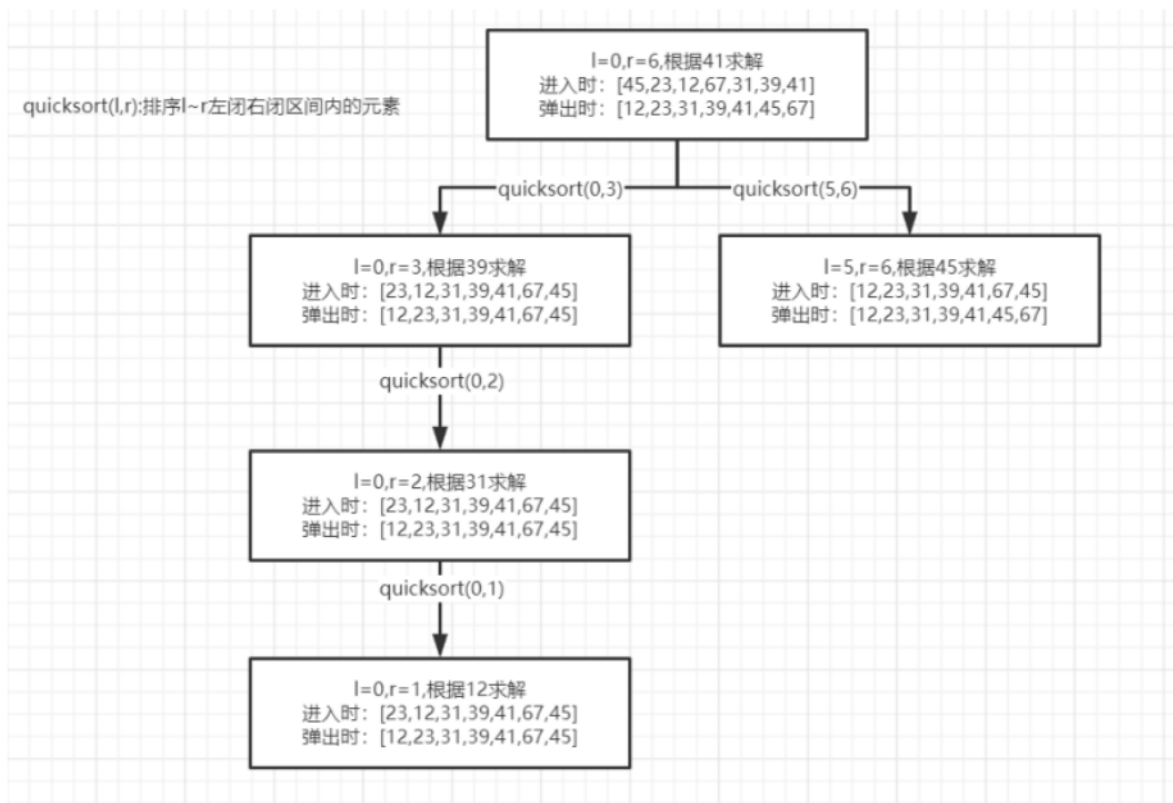 l=0,r=6,根据41求解
进入时：[45,23,12,67,31,39,41]
弹出时：[12,23,31,39,41,45,67]
quicksort(l,r):排序l~r左闭右闭区间内的元素
quicksort(0,3)
quicksort(5,6)
l=0,r=3,根据39求解
进入时：[23,12,31,39,41,67,45]
弹出时：[12,23,31,39,41,67,45]
l=5,r=6,根据45求解
进入时：[12,23,31,39,41,67,45]
弹出时：[12,23,31,39,41,45,67]
quicksort(0,2)
l=0,r=2,根据31求解
进入时：[23,12,31,39,41,67,45]
弹出时：[12,23,31,39,41,67,45]
quicksort(0,1)
l=0,r=1,根据12求解
进入时：[23,12,31,39,41,67,45]
弹出时：[12,23,31,39,41,67,45]